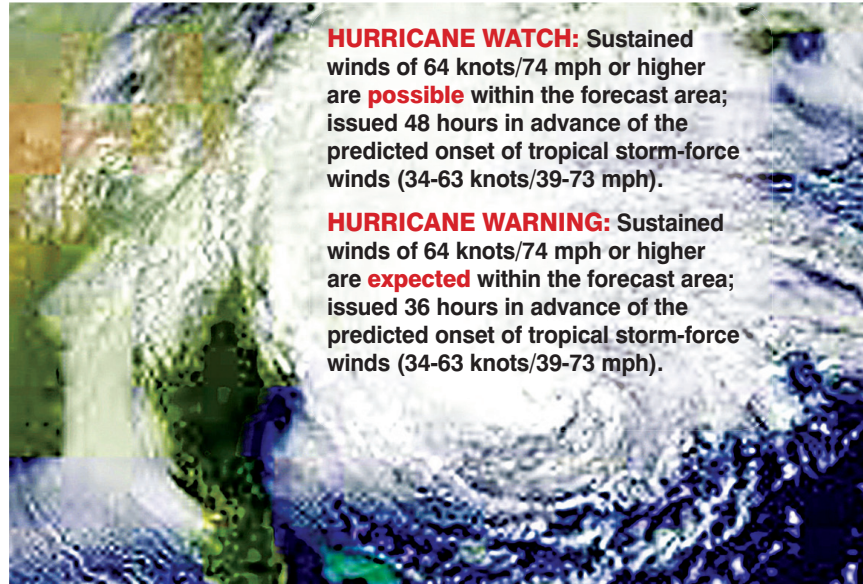 HURRICANE WATCH: Sustained
winds of 64 knots/74 mph or higher
are possible within the forecast area;
issued 48 hours in advance of the
predicted onset of tropical storm-force
winds (34-63 knots/39-73 mph).
HURRICANE WARNING: Sustained
winds of 64 knots/74 mph or higher
are expected within the forecast area;
issued 36 hours in advance of the
predicted onset of tropical storm-force
winds (34-63 knots/39-73 mph).